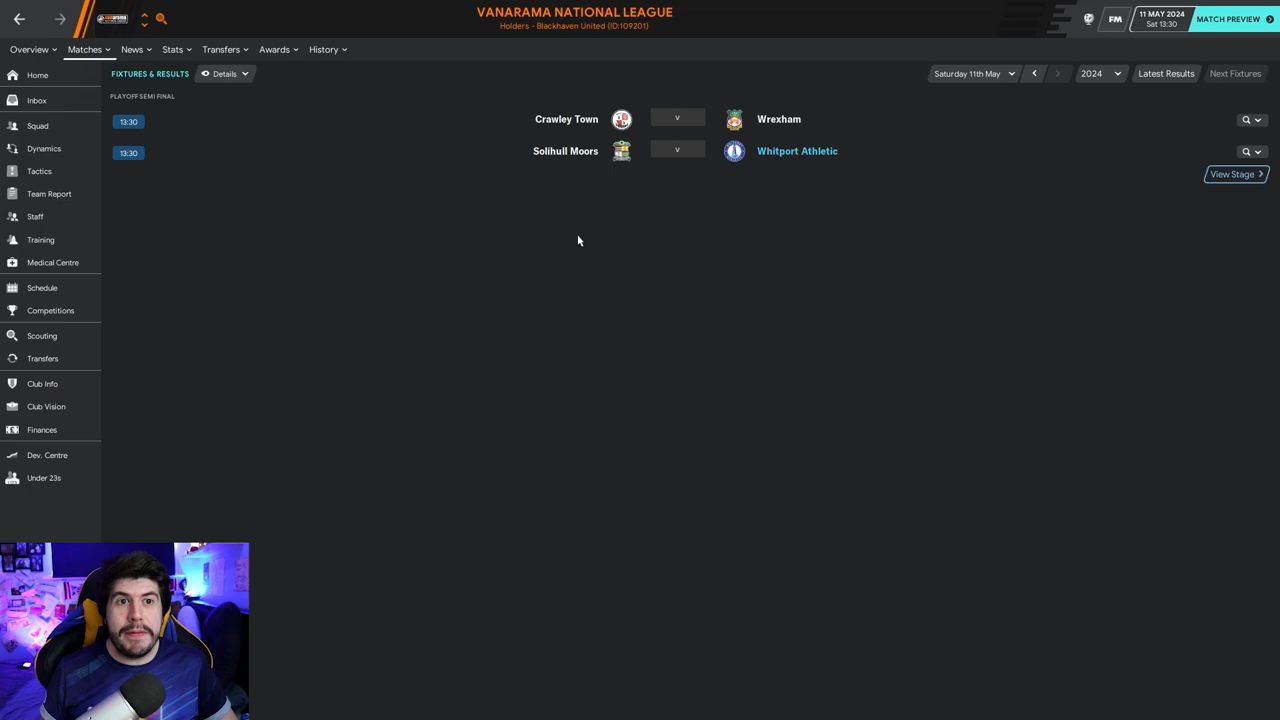 VANARAMA NATIONAL LEAGUE
Holders - Blackhaven United (ID:109201)
FM
11 MAY 2024
Sat 13:30
MATCH PREVIEW
Overview
Matches
News
Stats
Transfers
Awards
History
Home
Inbox
Squad
Dynamics
Tactics
Team Report
Staff
Training
Medical Centre
Schedule
Competitions
Scouting
Transfers
Club Info
Club Vision
Finances
Dev. Centre
Under 23s
FIXTURES & RESULTS
Details
Saturday 11th May
2024
Latest Results
Next Fixtures
PLAYOFF SEMI FINAL
13:30 Crawley Town v Wrexham
13:30 Solihull Moors v Whitport Athletic
View Stage